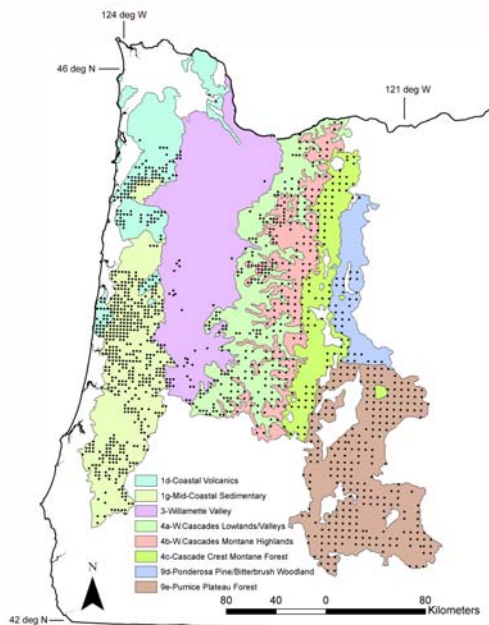 124 deg W
46 deg N
121 deg W
1d-Coastal Volcanics
1g-Mid-Coastal Sedimentary
3-Willamette Valley
4a-W.Cascades Lowlands/Valleys
4b-W.Cascades Montane Highlands
4c-Cascade Crest Montane Forest
9d-Ponderosa Pine/Bitterbrush Woodland
9e-Pumice Plateau Forest
N
80 40 0 80
Kilometers
42 deg N